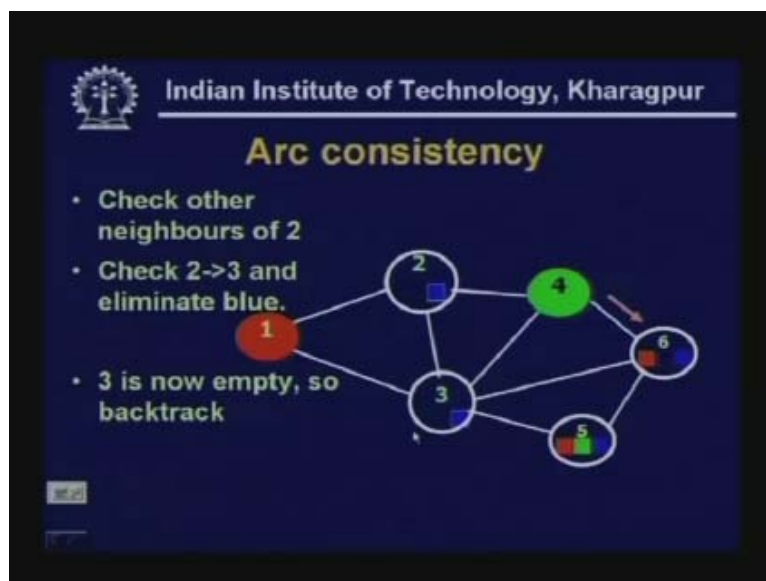 Indian Institute of Technology, Kharagpur
Arc consistency
• Check other
neighbours of 2
• Check 2->3 and
eliminate blue.
• 3 is now empty, so
backtrack
1
2
3
4
5
6